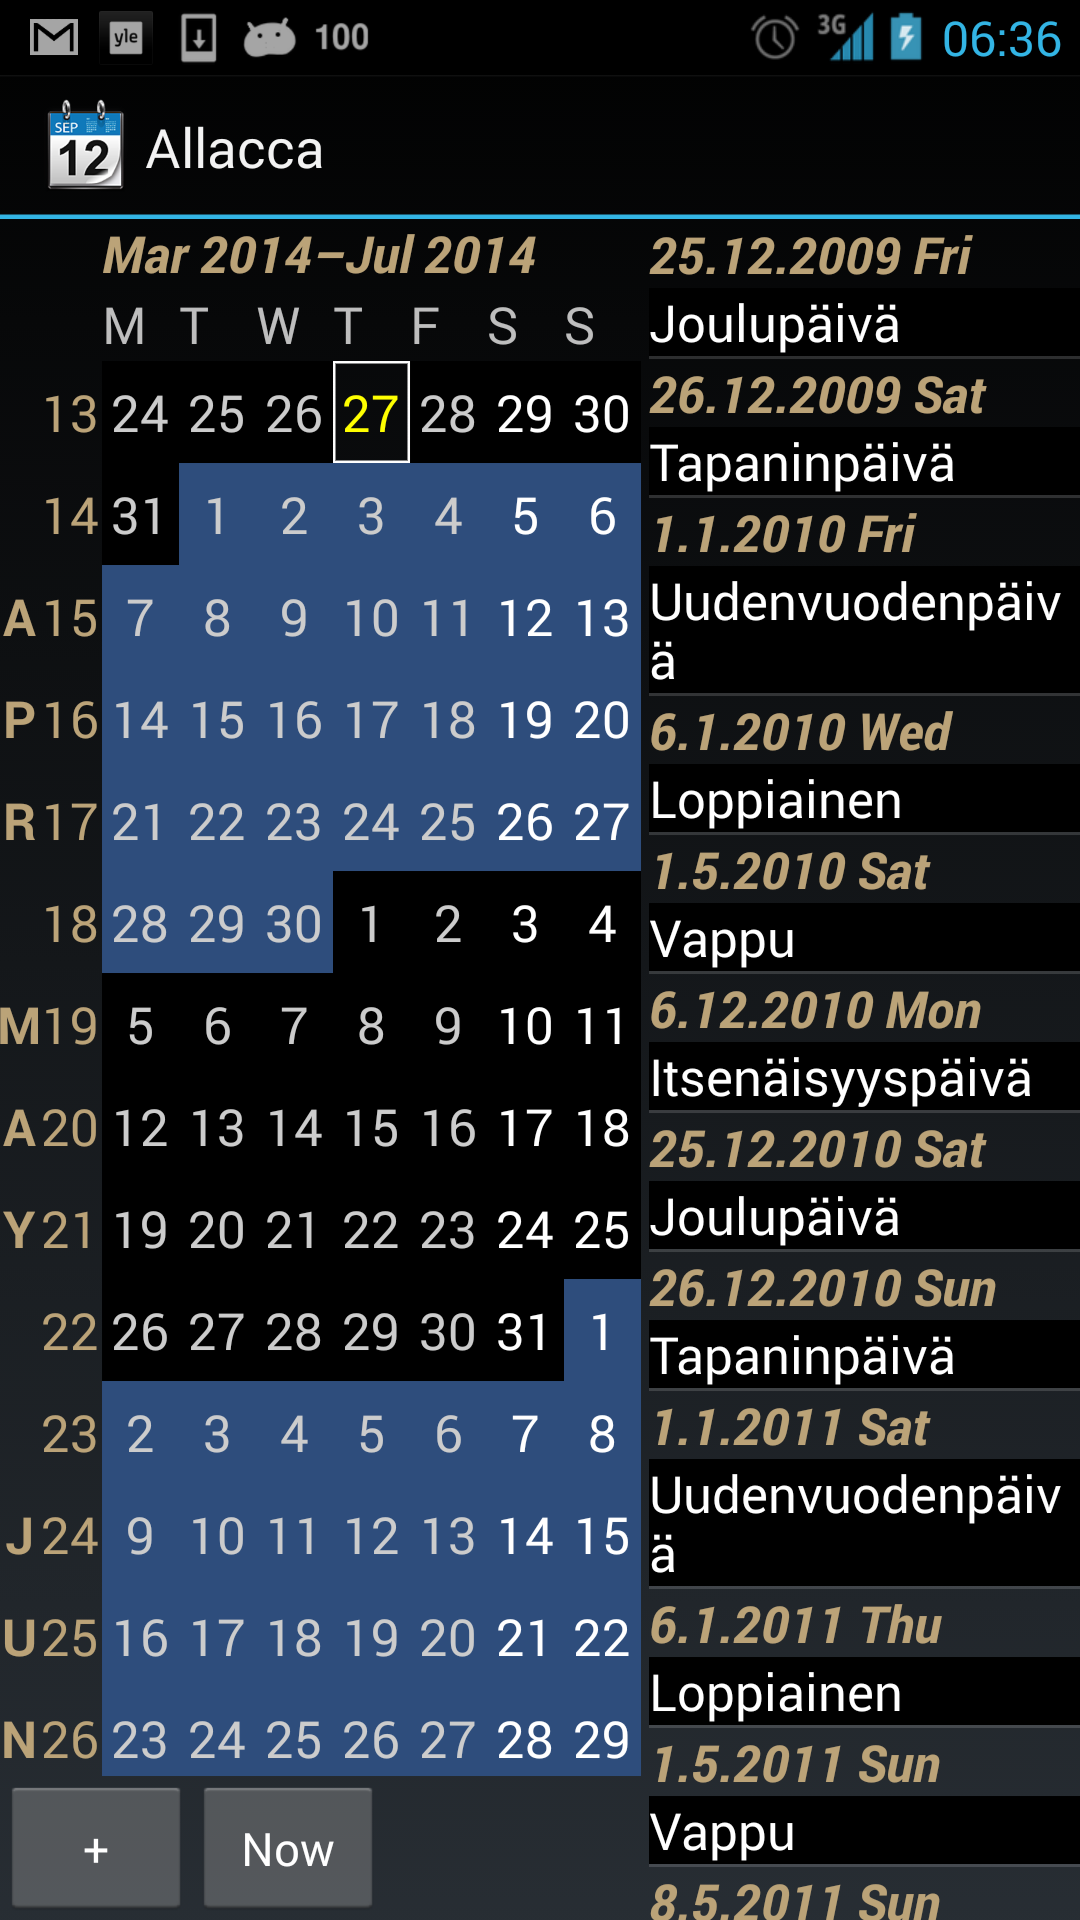 yle 100 3G 06:36
SEP 12 Allacca
Mar 2014–Jul 2014
M T W T F S S
13 24 25 26 27 28 29 30
14 31 1 2 3 4 5 6
A 15 7 8 9 10 11 12 13
P 16 14 15 16 17 18 19 20
R 17 21 22 23 24 25 26 27
18 28 29 30 1 2 3 4
M 19 5 6 7 8 9 10 11
A 20 12 13 14 15 16 17 18
Y 21 19 20 21 22 23 24 25
22 26 27 28 29 30 31 1
23 2 3 4 5 6 7 8
J 24 9 10 11 12 13 14 15
U 25 16 17 18 19 20 21 22
N 26 23 24 25 26 27 28 29
+ Now
25.12.2009 Fri
Joulupäivä
26.12.2009 Sat
Tapaninpäivä
1.1.2010 Fri
Uudenvuodenpäiv
ä
6.1.2010 Wed
Loppiainen
1.5.2010 Sat
Vappu
6.12.2010 Mon
Itsenäisyyspäivä
25.12.2010 Sat
Joulupäivä
26.12.2010 Sun
Tapaninpäivä
1.1.2011 Sat
Uudenvuodenpäiv
ä
6.1.2011 Thu
Loppiainen
1.5.2011 Sun
Vappu
8.5.2011 Sun